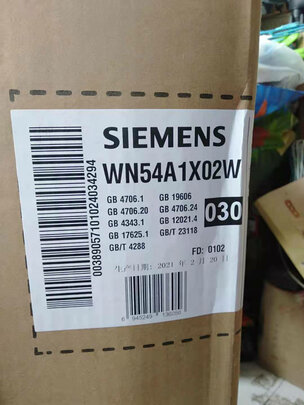 SIEMENS
WN54A1X02W
GB 4706.1 GB 19606
GB 4706.20 GB 4706.24
GB 4343.1 GB 12021.4
GB 17625.1 GB/T 23118
GB/T 4288
030
FD: 0102
生产日期: 2021 年 2 月 20 日
00389057101024034294